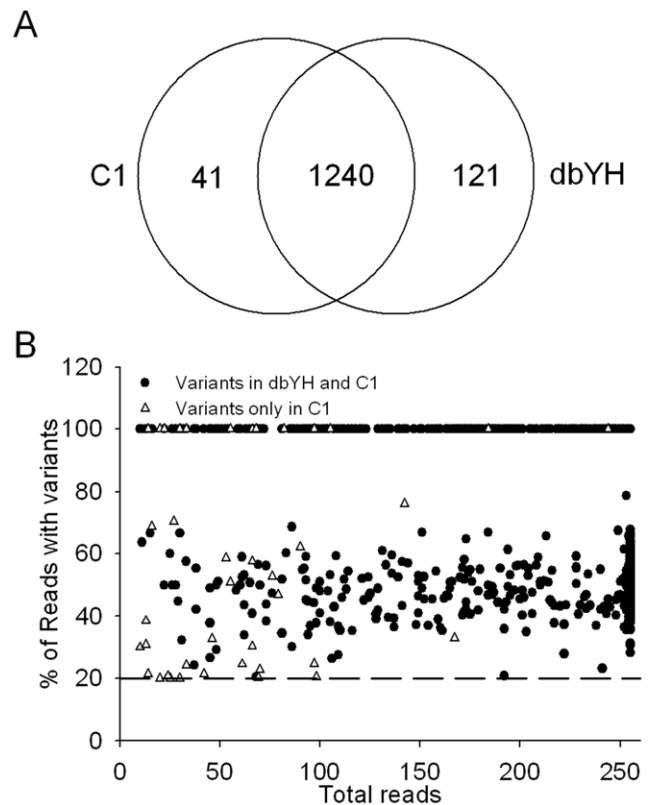 A
C1 41 1240 121 dbYH
B
120
● Variants in dbYH and C1
△ Variants only in C1
100
80
60
40
20
0
% of Reads with variants
0 50 100 150 200 250
Total reads